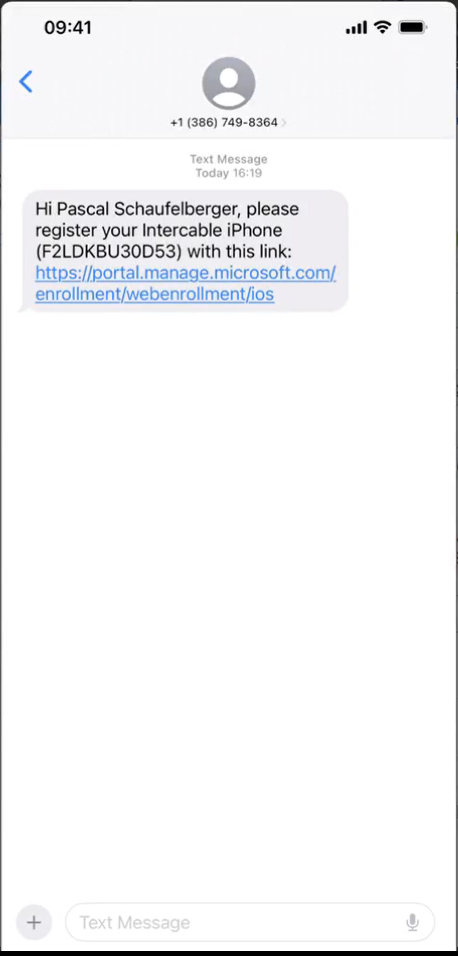 09:41
+1 (386) 749-8364
Text Message
Today 16:19
Hi Pascal Schaufelberger, please
register your Intercable iPhone
(F2LDKBU30D53) with this link:
https://portal.manage.microsoft.com/
enrollment/webenrollment/ios
Text Message